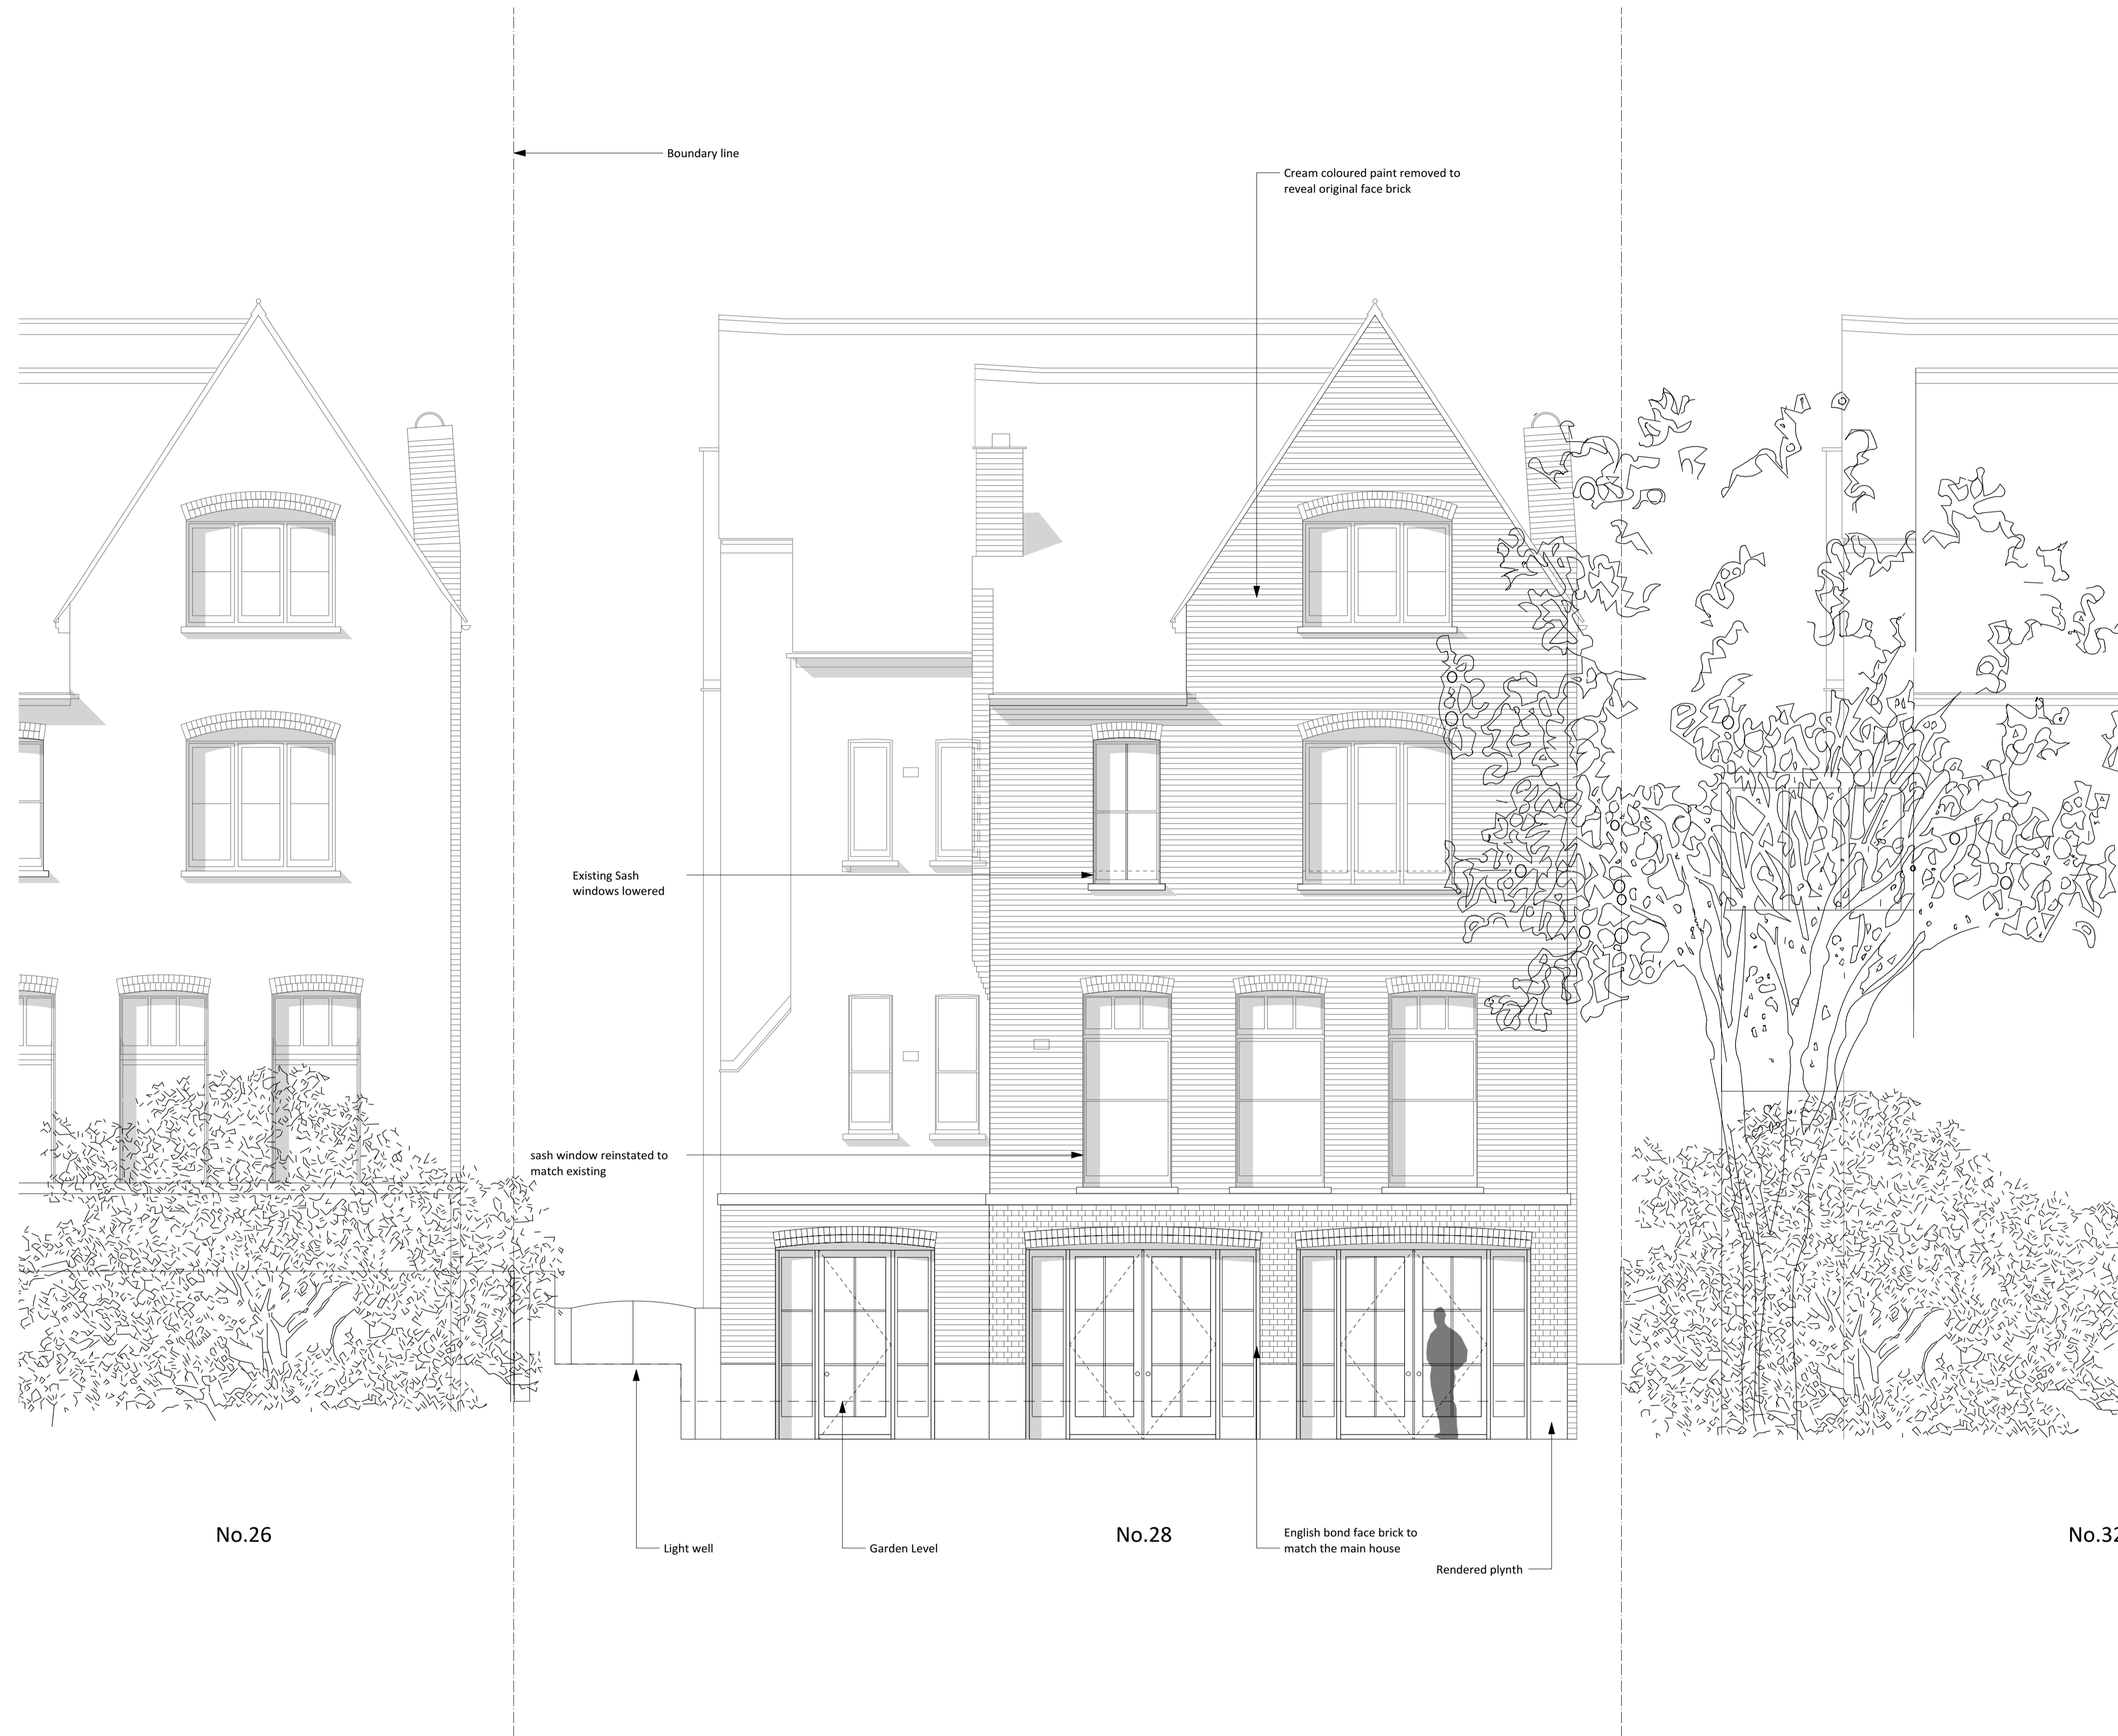 Boundary line
Cream coloured paint removed to
reveal original face brick
Existing Sash
windows lowered
sash window reinstated to
match existing
No.26
No.28
No.32
Light well
Garden Level
English bond face brick to
match the main house
Rendered plynth